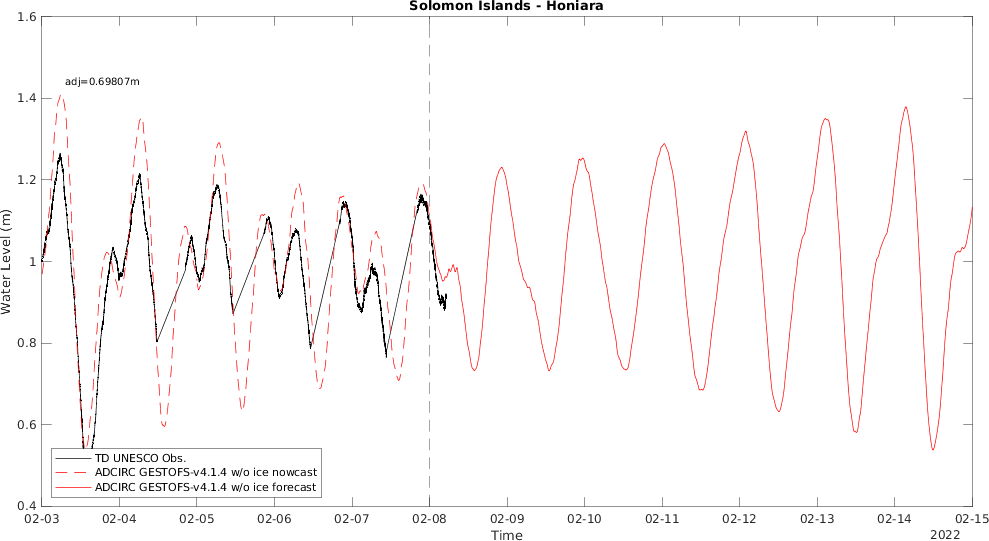 Solomon Islands - Honiara
1.6
adj=0.69807m
1.4
1.2
1
0.8
0.6
0.4
Water Level (m)
TD UNESCO Obs.
ADCIRC GESTOFS-v4.1.4 w/o ice nowcast
ADCIRC GESTOFS-v4.1.4 w/o ice forecast
02-03 02-04 02-05 02-06 02-07 02-08 02-09 02-10 02-11 02-12 02-13 02-14 02-15
Time
2022